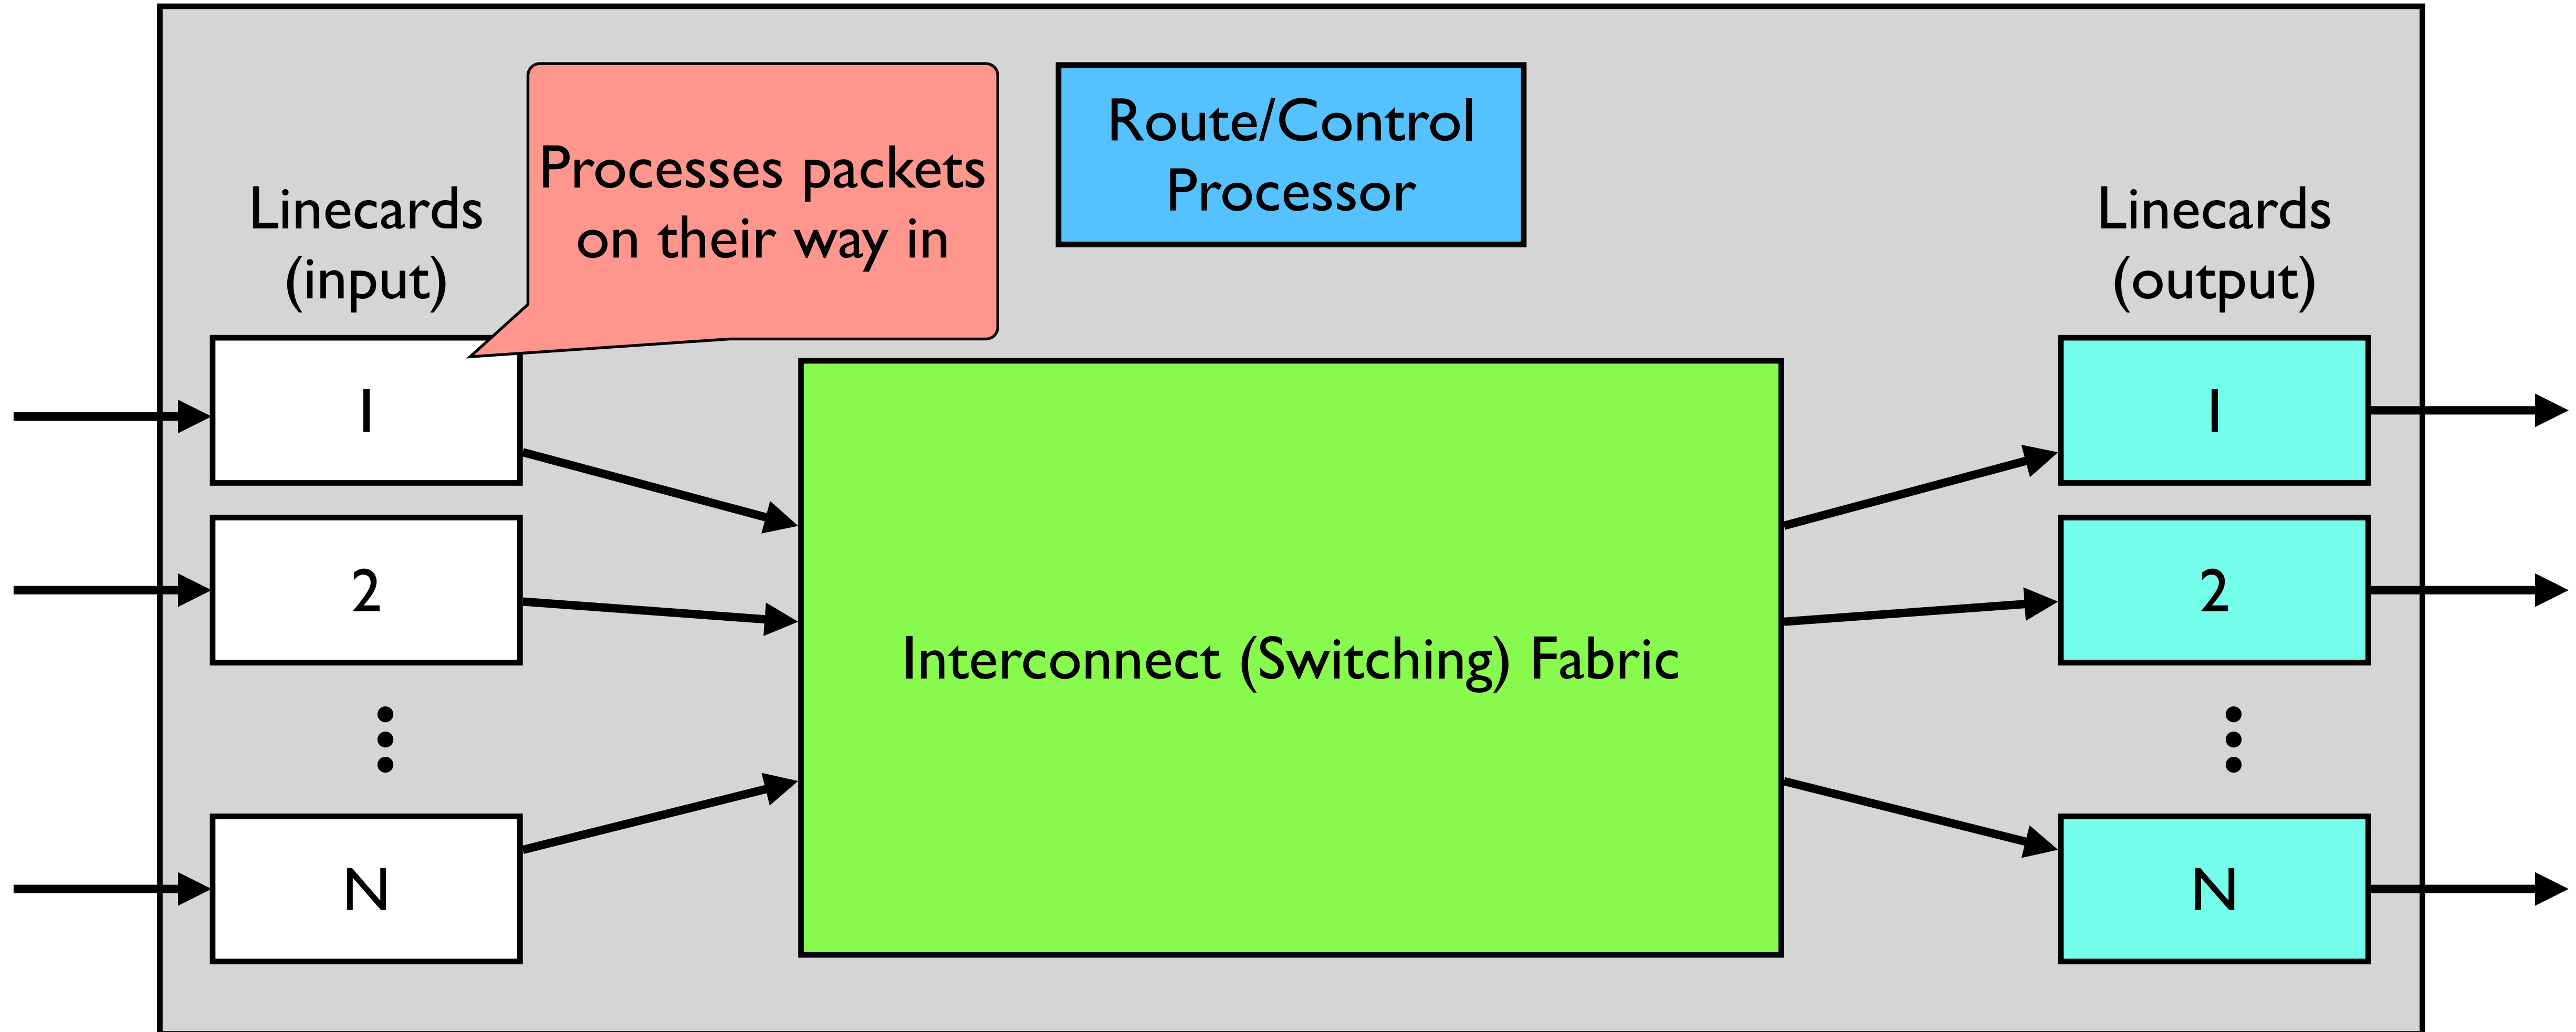 Processes packets
on their way in
Route/Control
Processor
Linecards
(input)
Linecards
(output)
1
2
N
Interconnect (Switching) Fabric
1
2
N